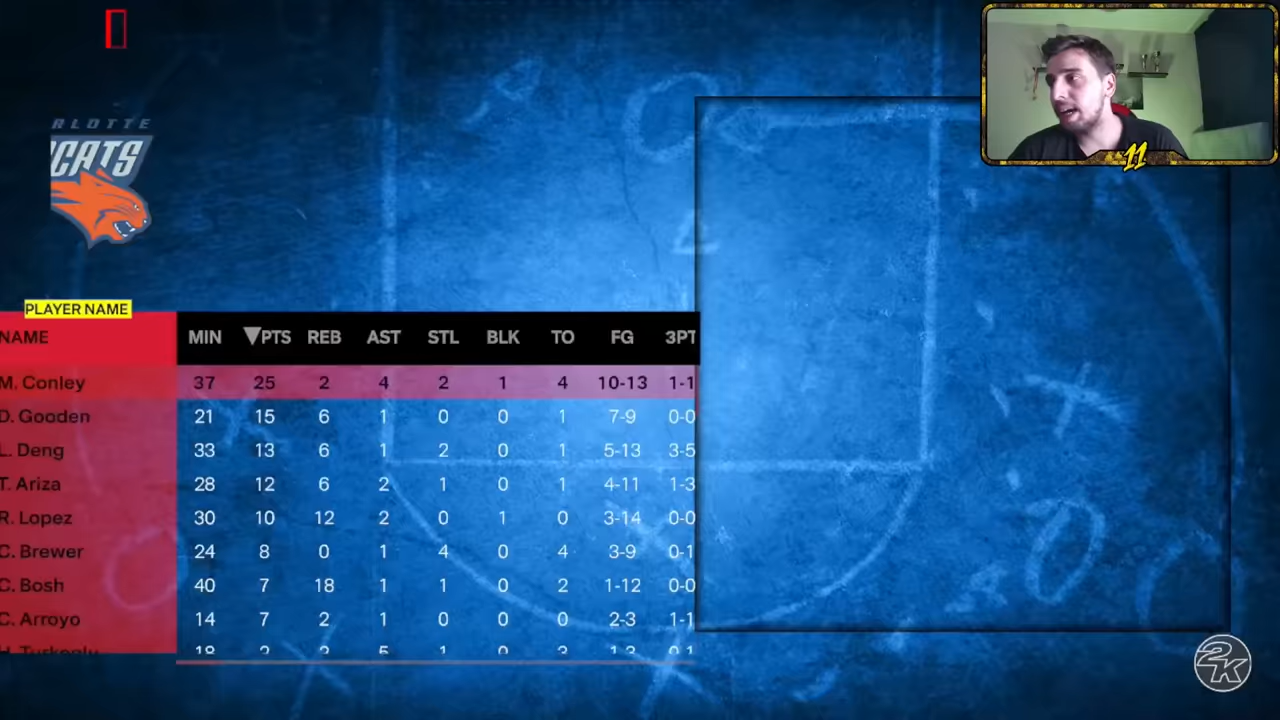 RLOTTE
CATS
11
PLAYER NAME
NAME MIN PTS REB AST STL BLK TO FG 3PT
M. Conley 37 25 2 4 2 1 4 10-13 1-1
D. Gooden 21 15 6 1 0 0 1 7-9 0-0
L. Deng 33 13 6 1 2 0 1 5-13 3-5
T. Ariza 28 12 6 2 1 0 1 4-11 1-3
R. Lopez 30 10 12 2 0 1 0 3-14 0-0
C. Brewer 24 8 0 1 4 0 4 3-9 0-1
C. Bosh 40 7 18 1 1 0 2 1-12 0-0
C. Arroyo 14 7 2 1 0 0 0 2-3 1-1
2K